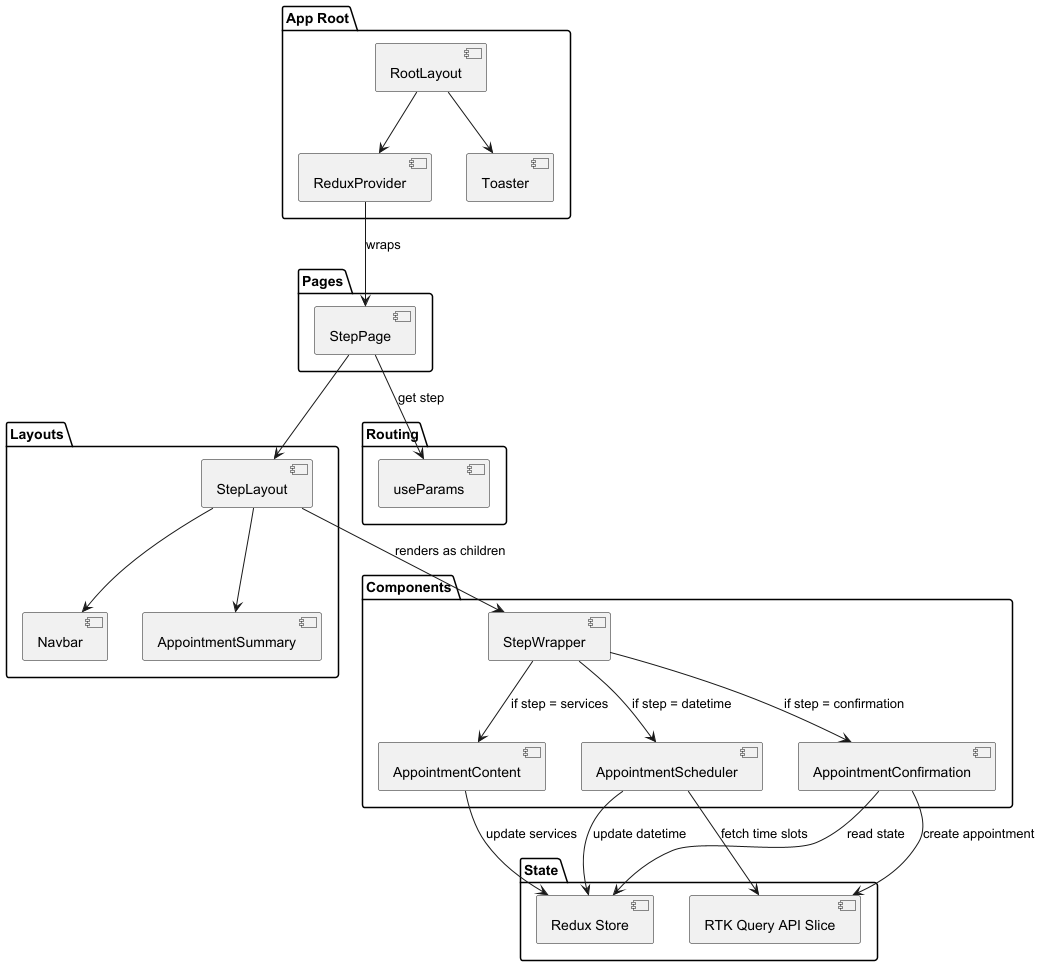 App Root
RootLayout
ReduxProvider
Toaster
wraps
Pages
StepPage
get step
Layouts
Routing
StepLayout
useParams
renders as children
Components
Navbar
AppointmentSummary
StepWrapper
if step = services
if step = datetime
if step = confirmation
AppointmentContent
AppointmentScheduler
AppointmentConfirmation
update services
update datetime
fetch time slots
read state
create appointment
State
Redux Store
RTK Query API Slice